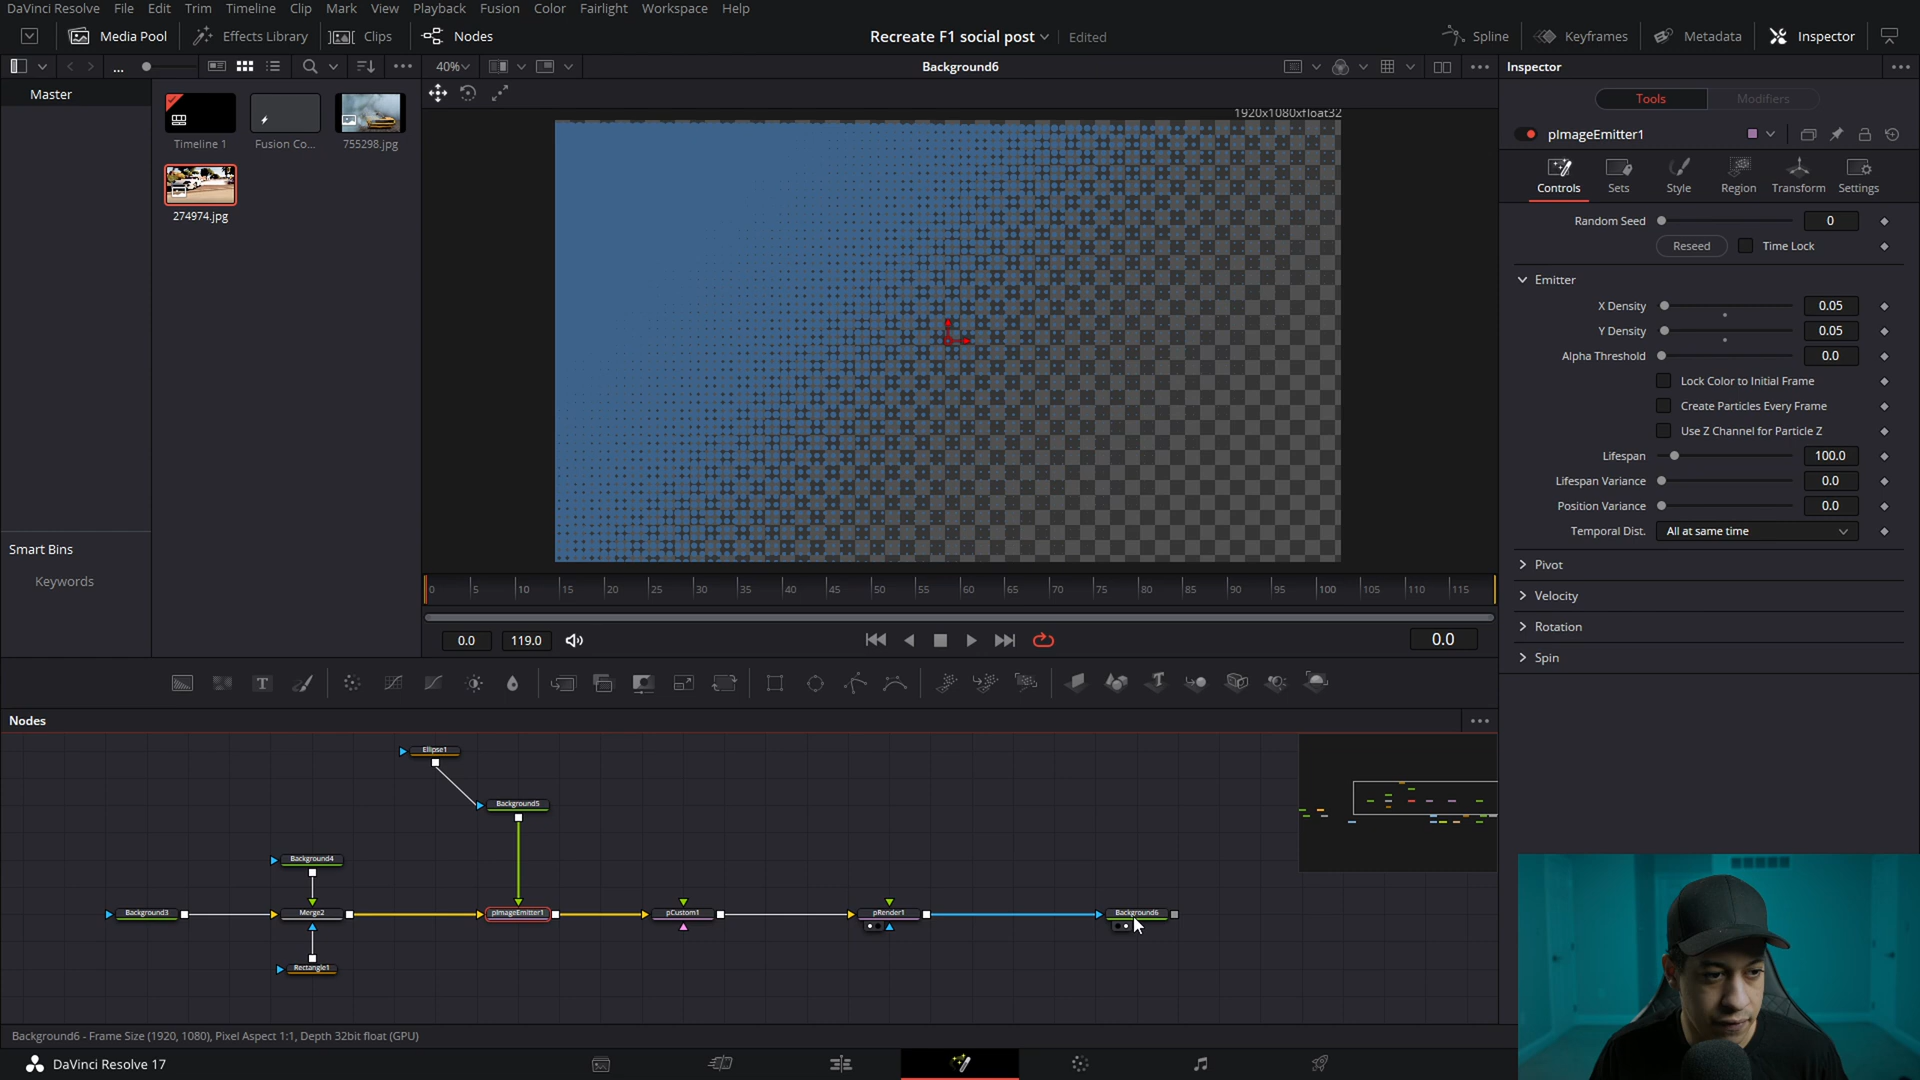 DaVinci Resolve File Edit Trim Timeline Clip Mark View Playback Fusion Color Fairlight Workspace Help
Media Pool Effects Library Clips Nodes Recreate F1 social post Edited Spline Keyframes Metadata Inspector
... 40% Background6 Inspector
Master
Timeline 1 Fusion Co... 755298.jpg
274974.jpg
Smart Bins
Keywords
1920x1080xfloat32
0 5 10 15 20 25 30 35 40 45 50 55 60 65 70 75 80 85 90 95 100 105 110 115
0.0 119.0 0.0
Tools Modifiers
pImageEmitter1
Controls Sets Style Region Transform Settings
Random Seed 0
Reseed Time Lock
Emitter
X Density 0.05
Y Density 0.05
Alpha Threshold 0.0
Lock Color to Initial Frame
Create Particles Every Frame
Use Z Channel for Particle Z
Lifespan 100.0
Lifespan Variance 0.0
Position Variance 0.0
Temporal Dist. All at same time
Pivot
Velocity
Rotation
Spin
T
Nodes
Ellipse1
Background5
Background4
Background3 Merge2 pImageEmitter1 pCustom1 pRender1 Background6
Rectangle1
Background6 - Frame Size (1920, 1080), Pixel Aspect 1:1, Depth 32bit float (GPU)
DaVinci Resolve 17